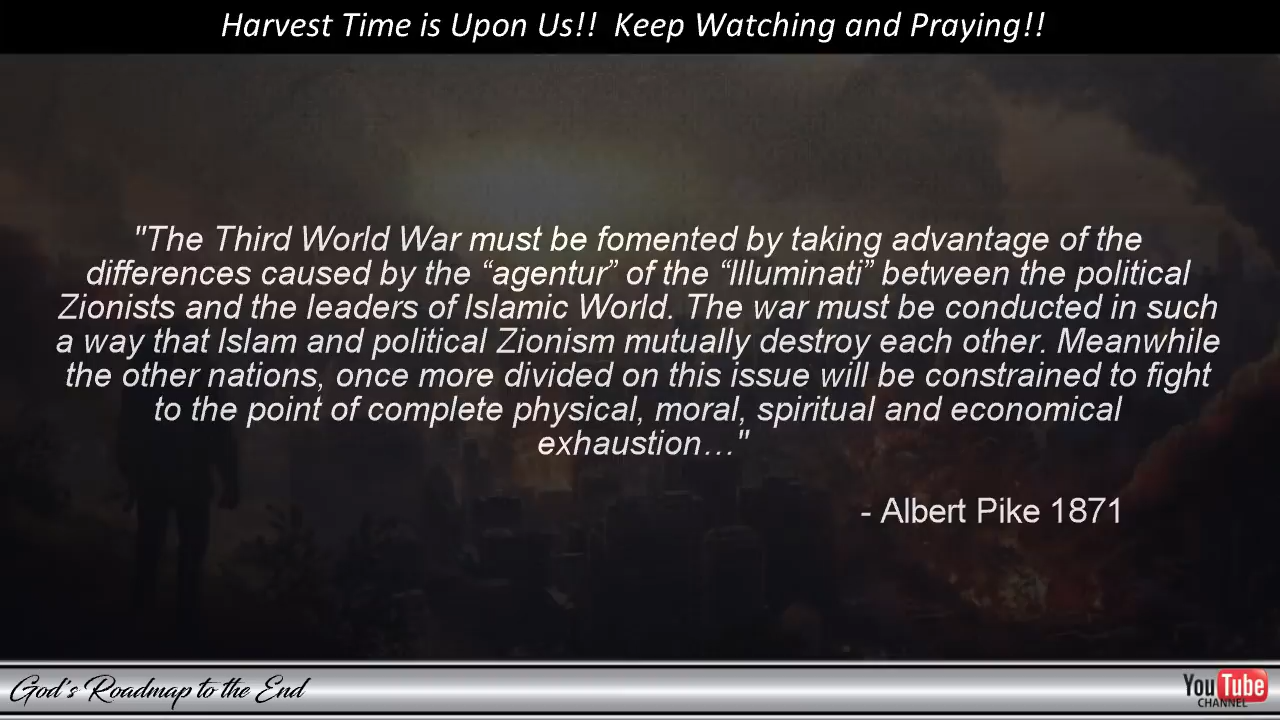 Harvest Time is Upon Us!!  Keep Watching and Praying!!
"The Third World War must be fomented by taking advantage of the
differences caused by the “agentur” of the “Illuminati” between the political
Zionists and the leaders of Islamic World. The war must be conducted in such
a way that Islam and political Zionism mutually destroy each other. Meanwhile
the other nations, once more divided on this issue will be constrained to fight
to the point of complete physical, moral, spiritual and economical
exhaustion…"
- Albert Pike 1871
God's Roadmap to the End
YouTube
CHANNEL